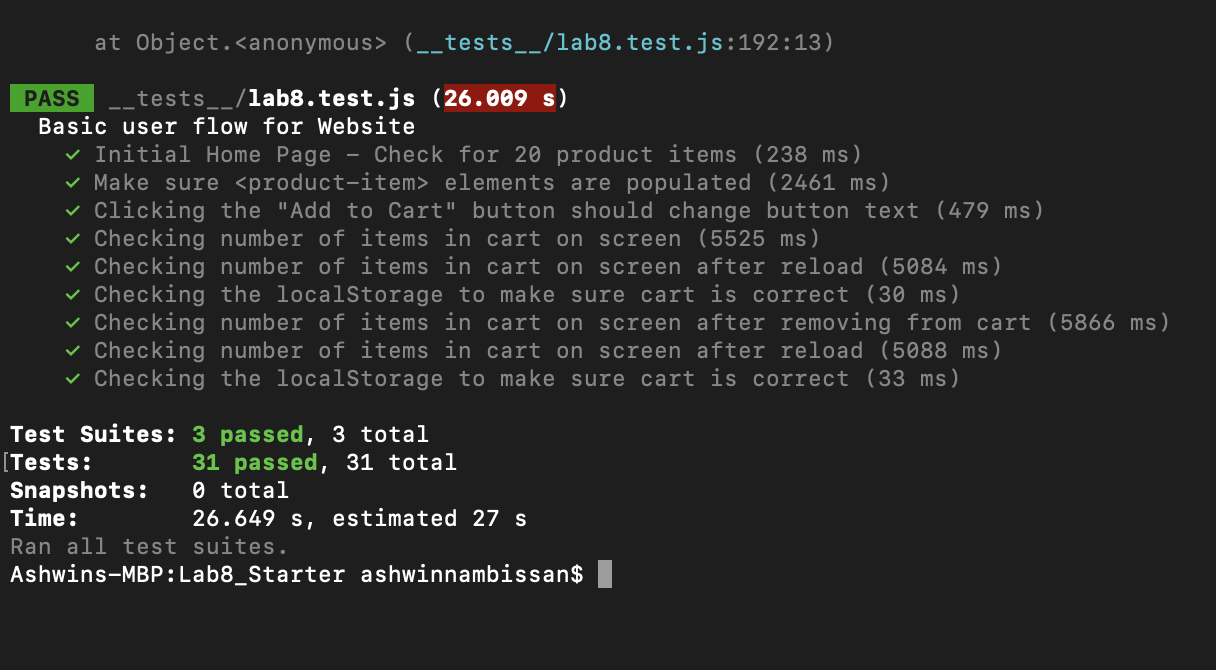 at Object.<anonymous> (__tests__/lab8.test.js:192:13)
PASS __tests__/lab8.test.js (26.009 s)
Basic user flow for Website
✓ Initial Home Page – Check for 20 product items (238 ms)
✓ Make sure <product-item> elements are populated (2461 ms)
✓ Clicking the "Add to Cart" button should change button text (479 ms)
✓ Checking number of items in cart on screen (5525 ms)
✓ Checking number of items in cart on screen after reload (5084 ms)
✓ Checking the localStorage to make sure cart is correct (30 ms)
✓ Checking number of items in cart on screen after removing from cart (5866 ms)
✓ Checking number of items in cart on screen after reload (5088 ms)
✓ Checking the localStorage to make sure cart is correct (33 ms)
Test Suites: 3 passed, 3 total
[Tests: 31 passed, 31 total
Snapshots: 0 total
Time: 26.649 s, estimated 27 s
Ran all test suites.
Ashwins-MBP:Lab8_Starter ashwinnambissan$